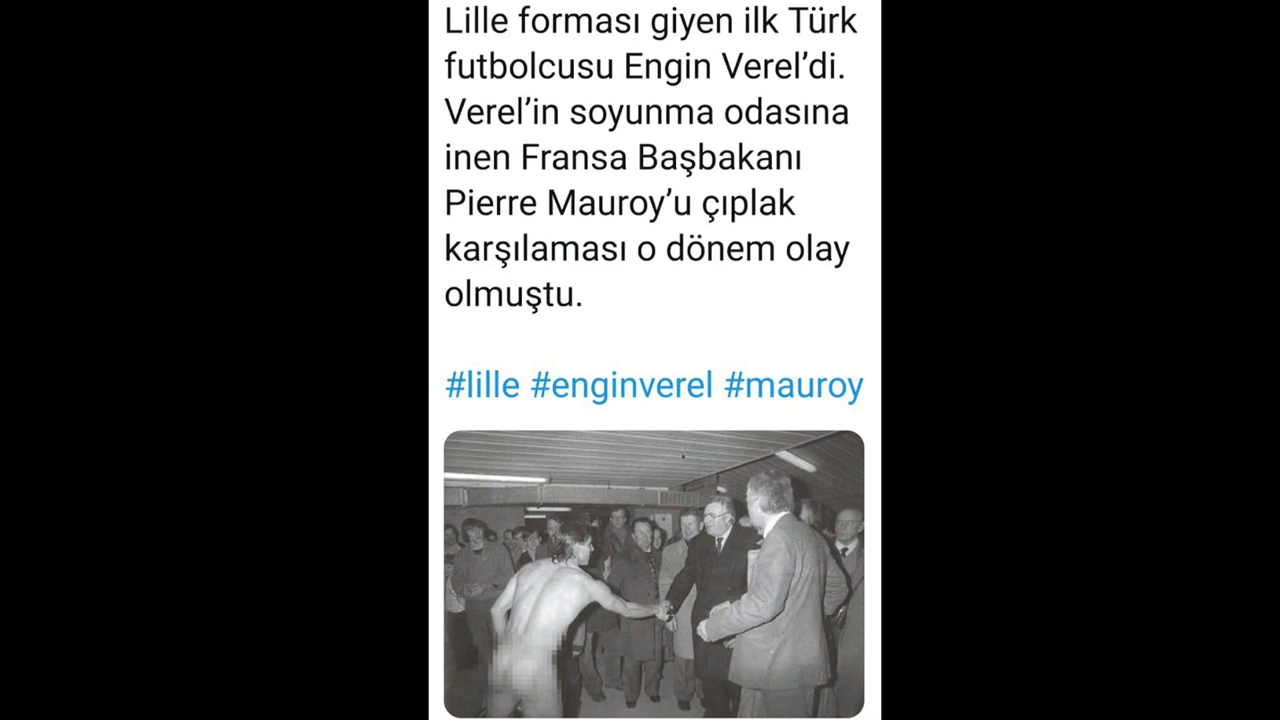 Lille forması giyen ilk Türk
futbolcusu Engin Verel’di.
Verel’in soyunma odasına
inen Fransa Başbakanı
Pierre Mauroy’u çıplak
karşılaması o dönem olay
olmuştu.
#lille #enginverel #mauroy